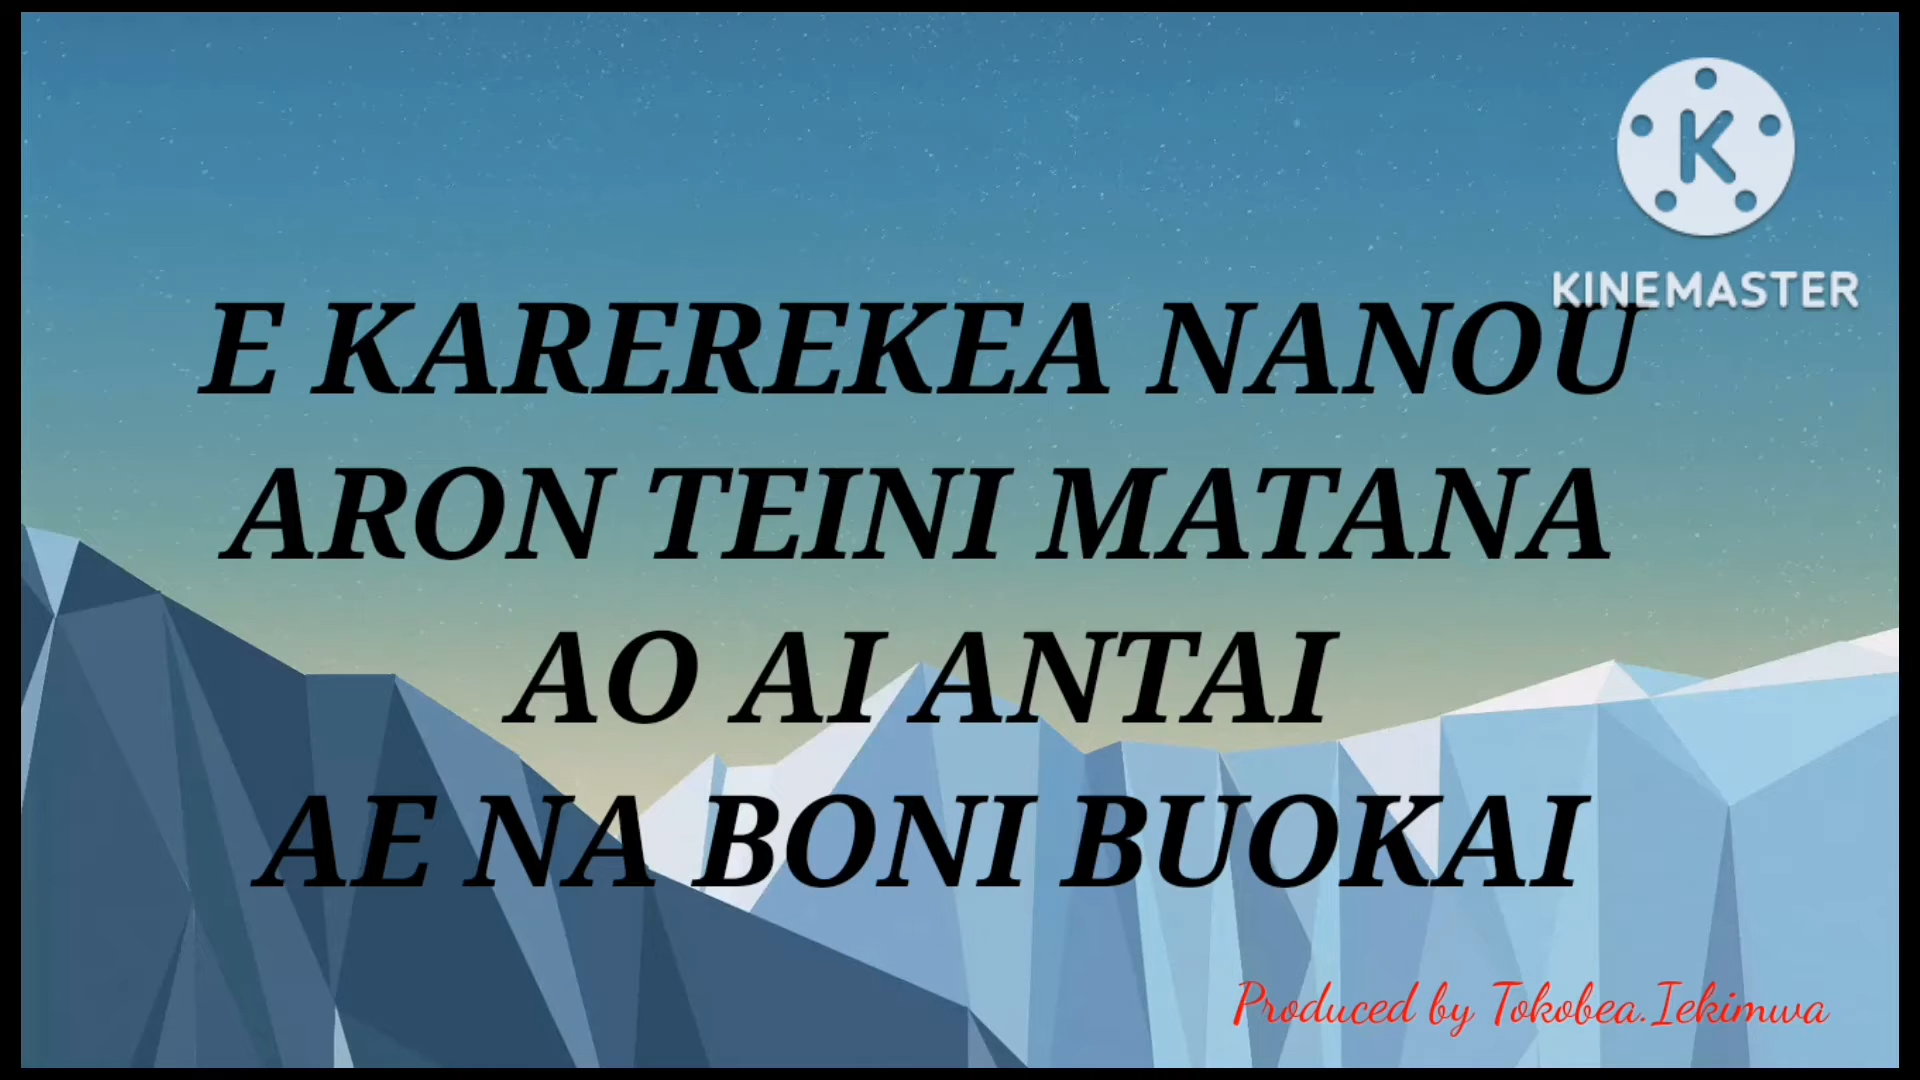 K
KINEMASTER
E KAREREKEA NANOU
ARON TEINI MATANA
AO AI ANTAI
AE NA BONI BUOKAI
Produced by Tokobea.Iekimwa